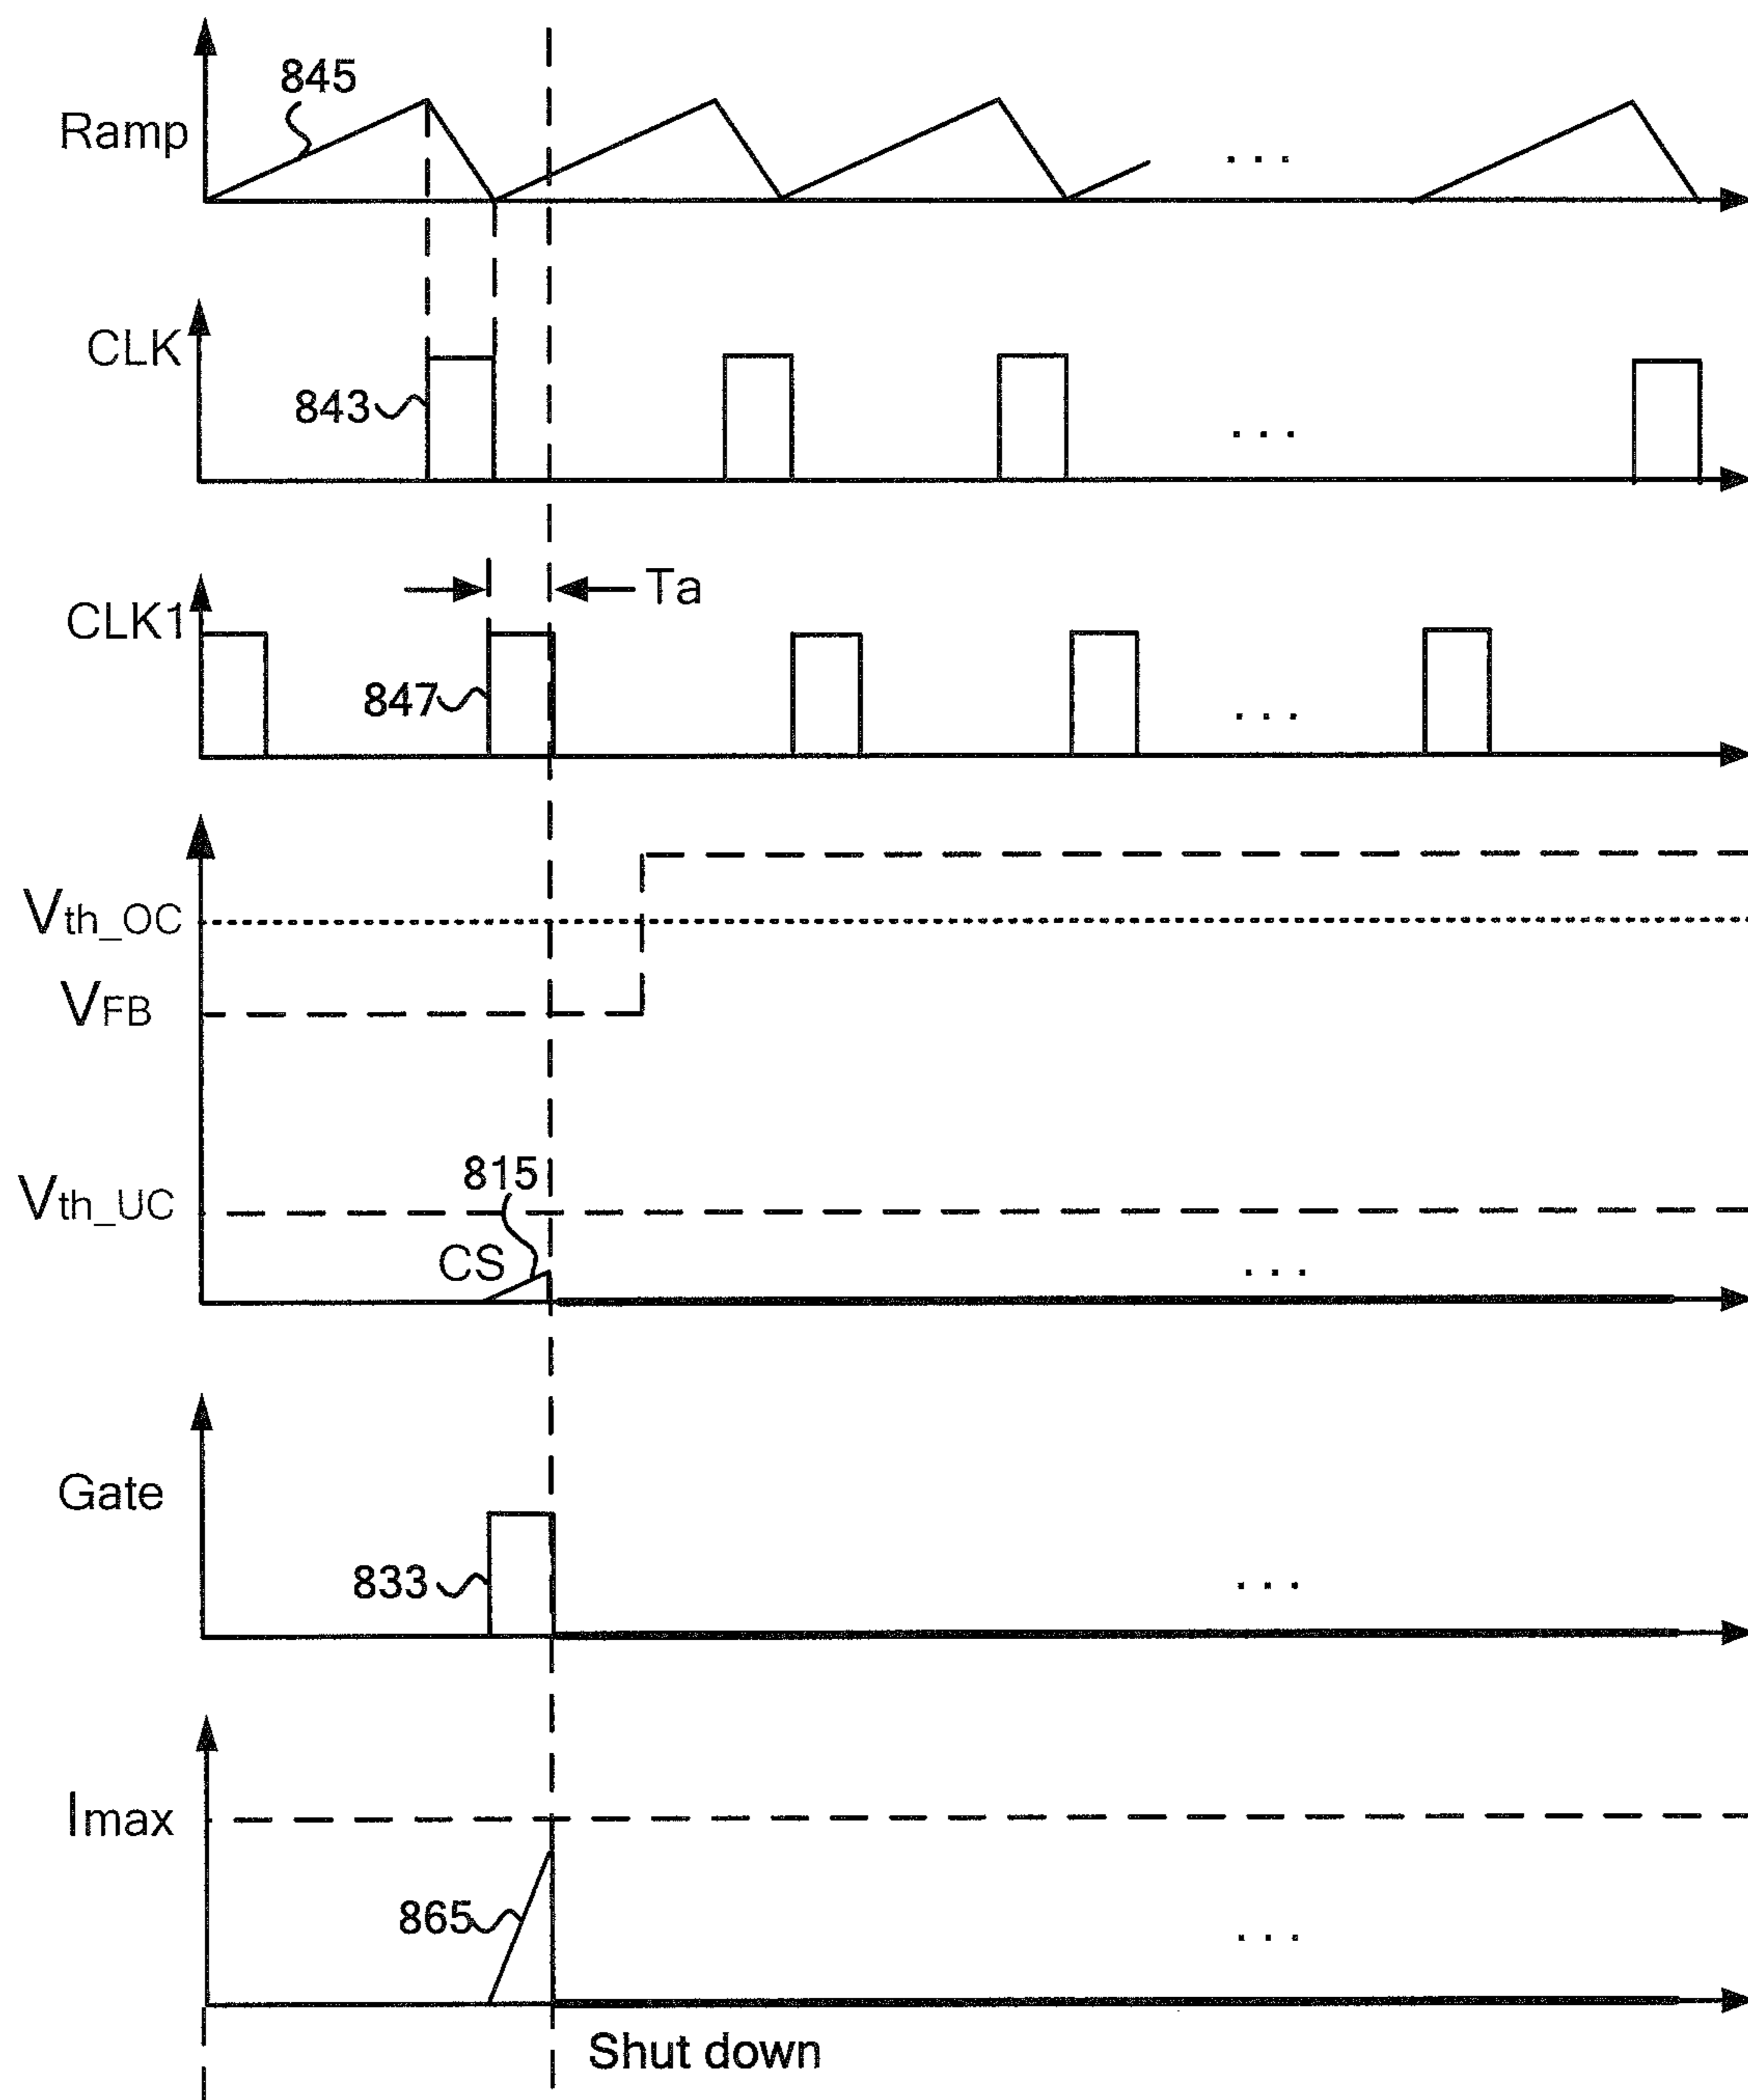 845
Ramp
. . .
CLK
843
. . .
Ta
CLK1
847
. . .
Vth_OC
VFB
815
Vth_UC
CS
. . .
Gate
833
. . .
Imax
865
. . .
Shut down